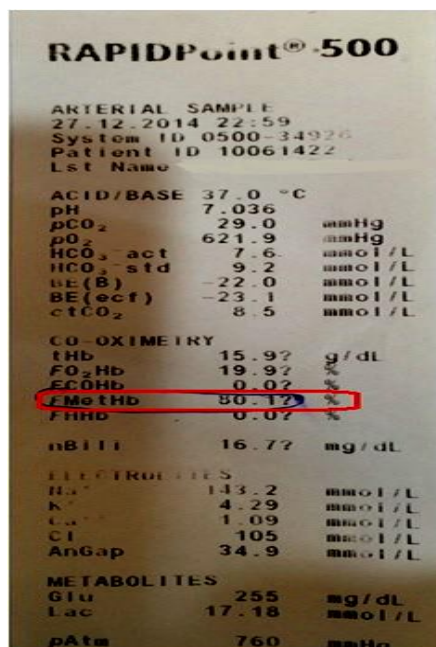 RAPIDPoint® 500
ARTERIAL SAMPLE
27.12.2014 22:59
System ID 0500-34926
Patient ID 10061422
Lst Name
ACID/BASE 37.0 °C
pH 7.036
pCO₂ 29.0 mmHg
pO₂ 621.9 mmHg
HCO₃⁻act 7.6 mmol/L
HCO₃⁻std 9.2 mmol/L
BE(B) -22.0 mmol/L
BE(ecf) -23.1 mmol/L
ctCO₂ 8.5 mmol/L
CO-OXIMETRY
tHb 15.9? g/dL
FO₂Hb 19.9? %
FCOHb 0.0? %
FMetHb 80.1? %
FHHb 0.0? %
nBili 16.7? mg/dL
ELECTROLYTES
Na⁺ 143.2 mmol/L
K⁺ 4.29 mmol/L
Ca⁺⁺ 1.09 mmol/L
Cl⁻ 105 mmol/L
AnGap 34.9 mmol/L
METABOLITES
Glu 255 mg/dL
Lac 17.18 mmol/L
pAtm 760 mmHg